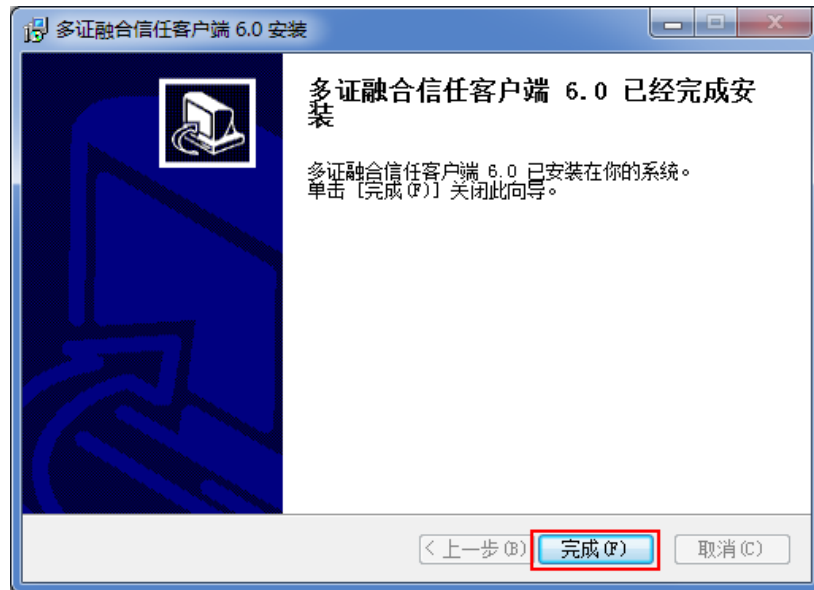 多证融合信任客户端 6.0 安装
多证融合信任客户端 6.0 已经完成安
装
多证融合信任客户端 6.0 已安装在你的系统。
单击 [完成(F)] 关闭此向导。
< 上一步(B) 完成(F) 取消(C)